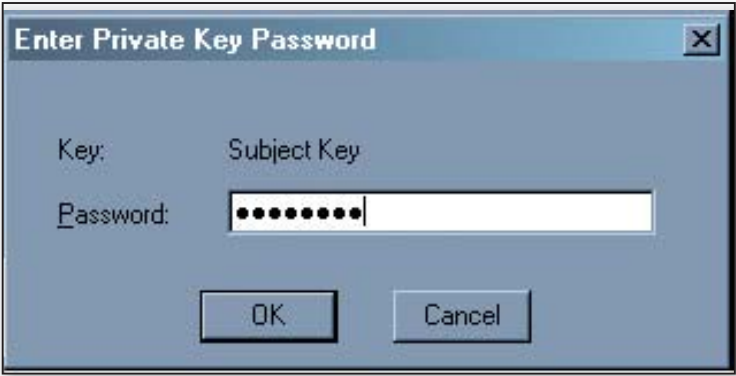 Enter Private Key Password
Key: Subject Key
Password: ●●●●●●●●
OK Cancel